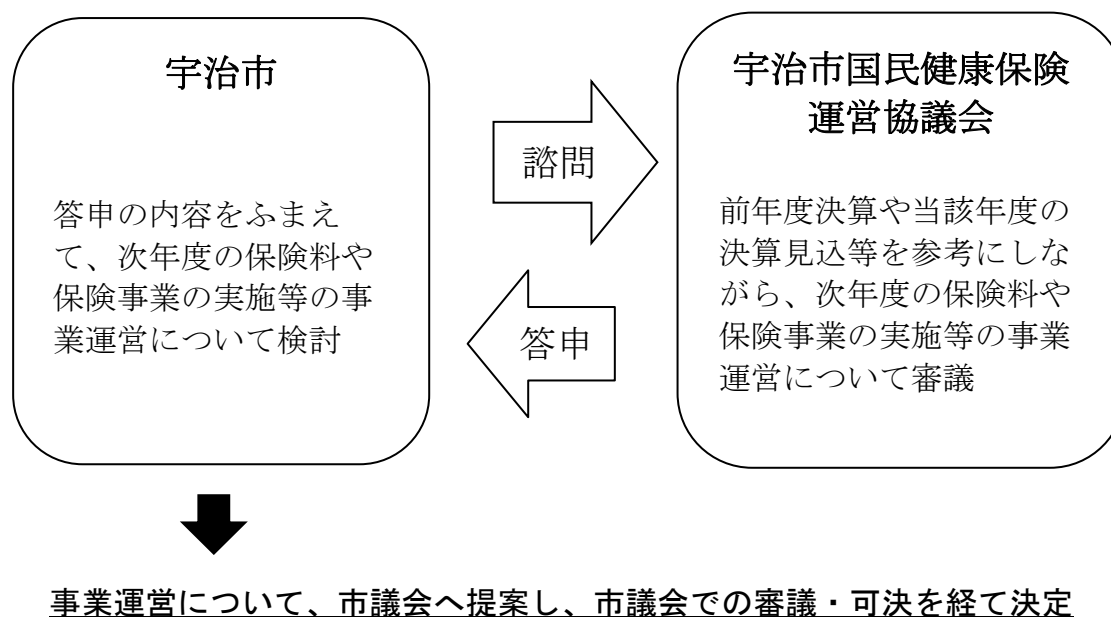 宇治市
答申の内容をふまえ
て、次年度の保険料や
保険事業の実施等の事
業運営について検討
諮問
答申
宇治市国民健康保険
運営協議会
前年度決算や当該年度の
決算見込等を参考にしな
がら、次年度の保険料や
保険事業の実施等の事業
運営について審議
事業運営について、市議会へ提案し、市議会での審議・可決を経て決定